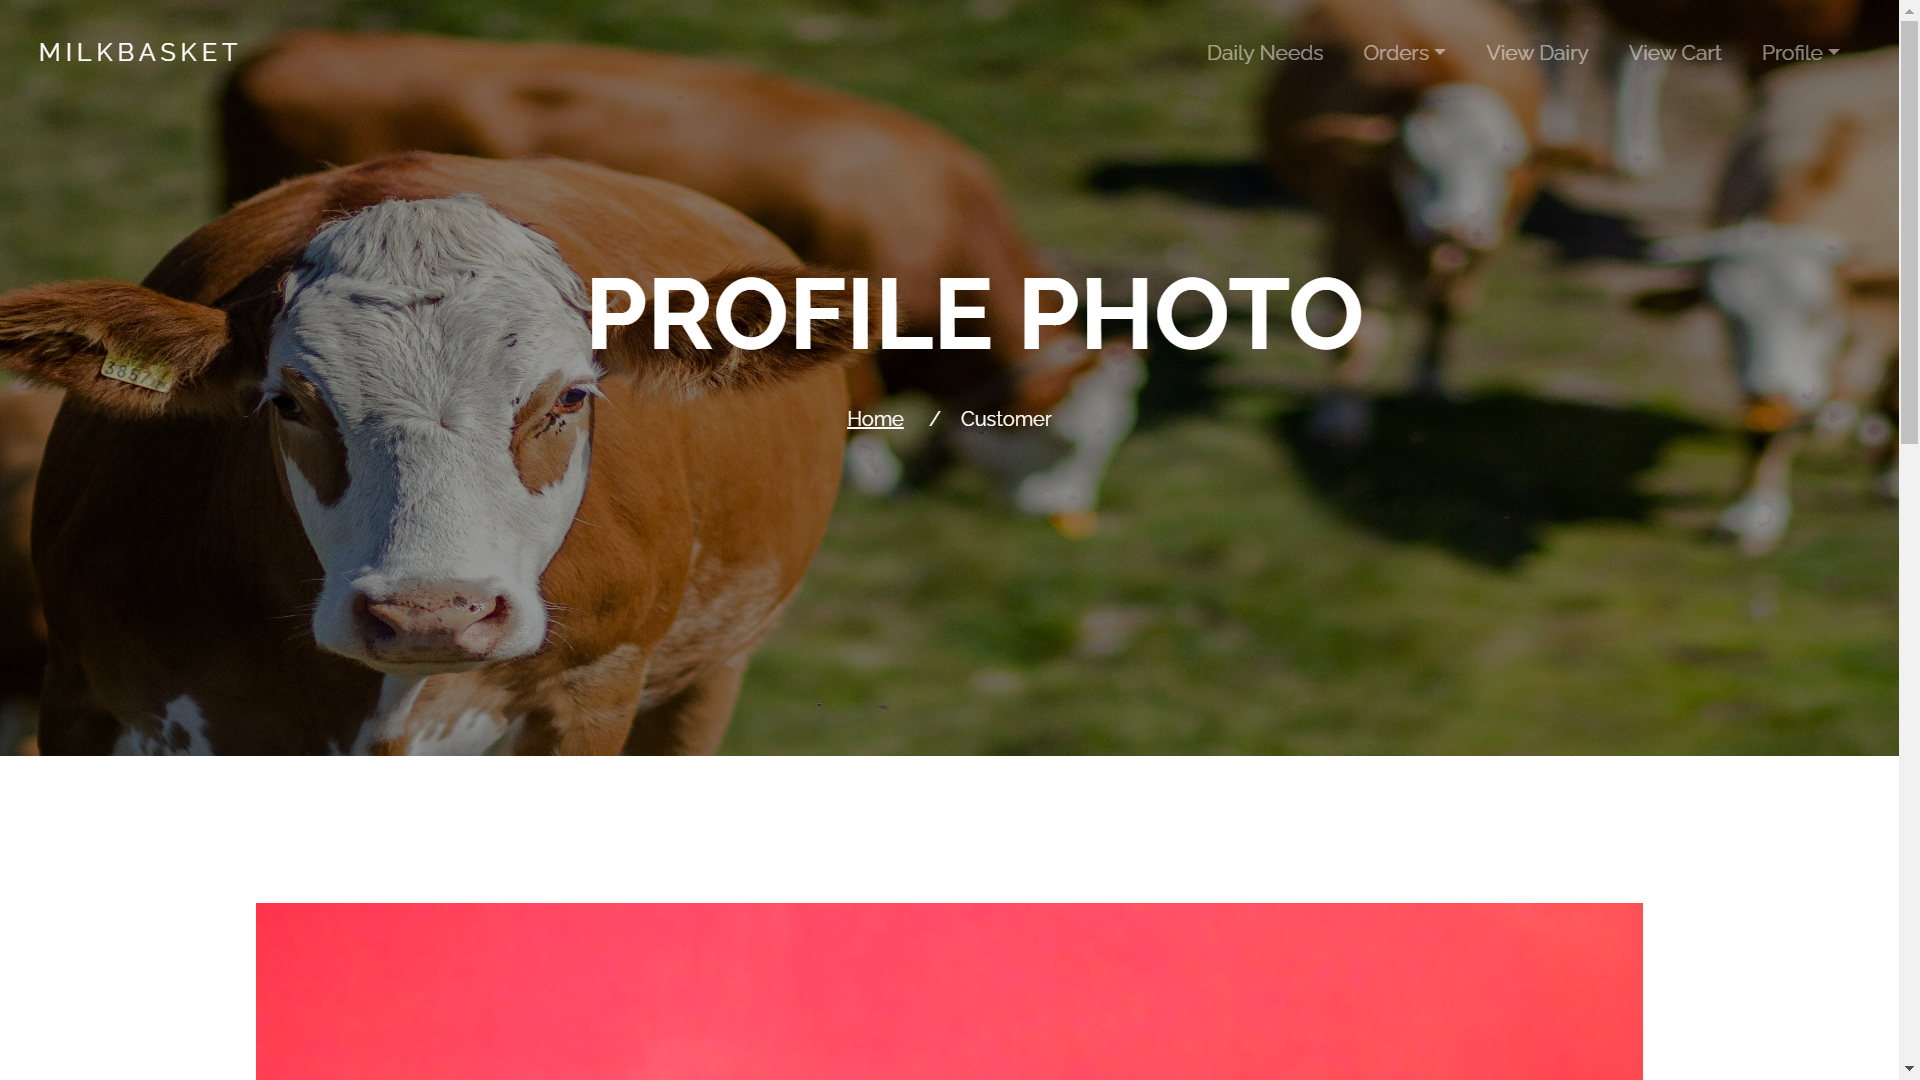 MILKBASKET
Daily Needs
Orders
View Dairy
View Cart
Profile
PROFILE PHOTO
Home / Customer